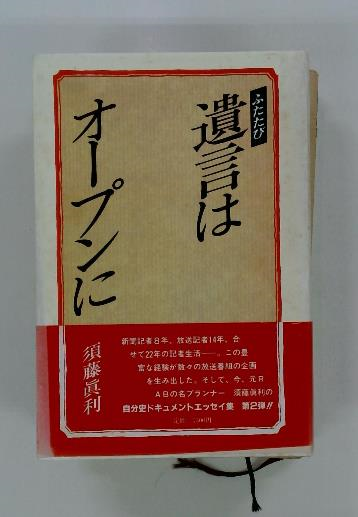 ふたたび
遺言は
オープンに
須藤眞利
新聞記者8年、放送記者14年、合
せて22年の記者生活——。この豊
富な経験が数々の放送番組の企画
を生み出した。そして、今、元R
ABの名プランナー 須藤眞利の
自分史ドキュメントエッセイ集 第2弾!!